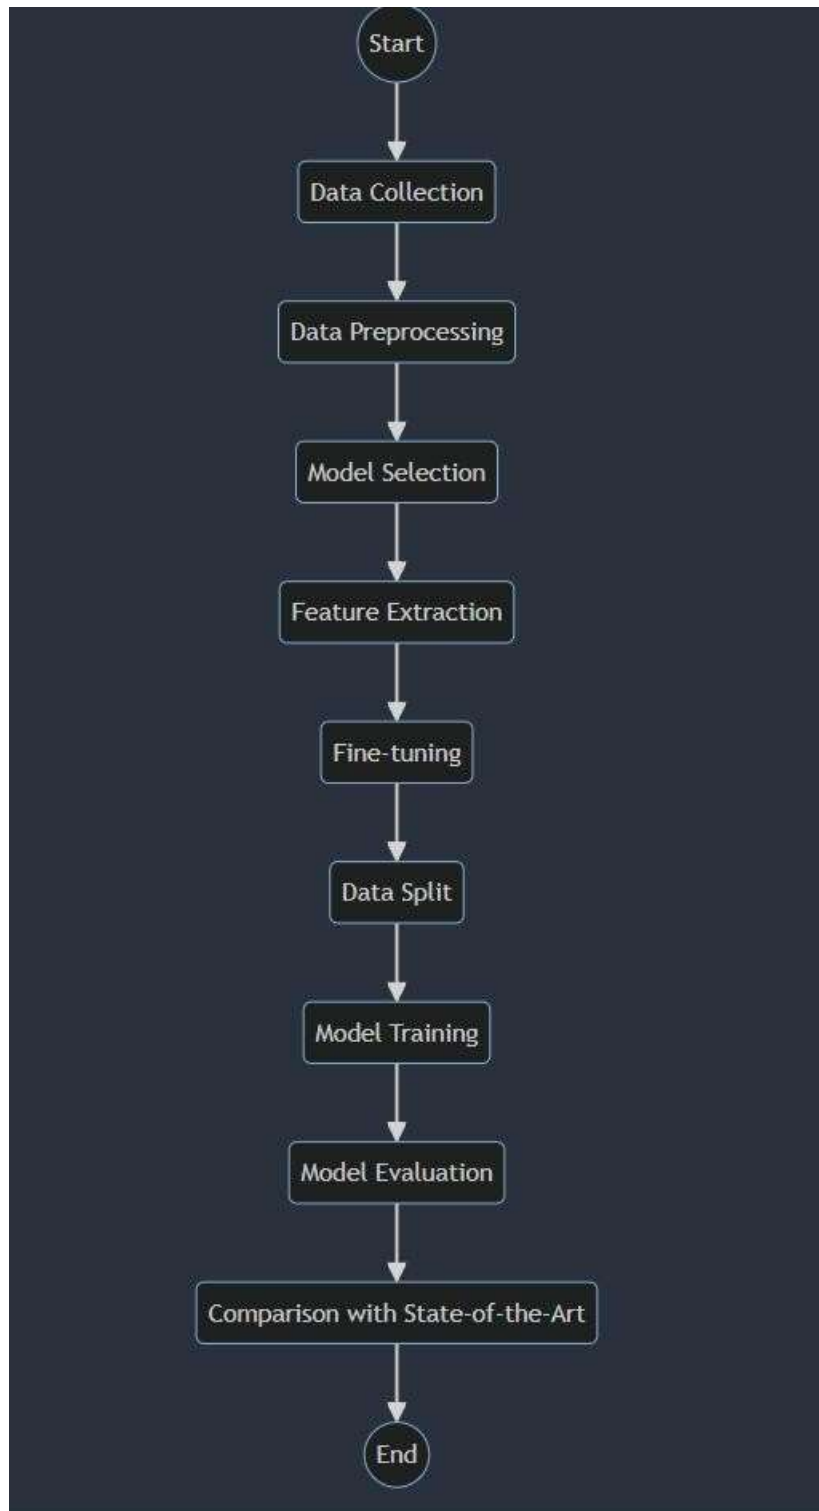 Start
Data Collection
Data Preprocessing
Model Selection
Feature Extraction
Fine-tuning
Data Split
Model Training
Model Evaluation
Comparison with State-of-the-Art
End